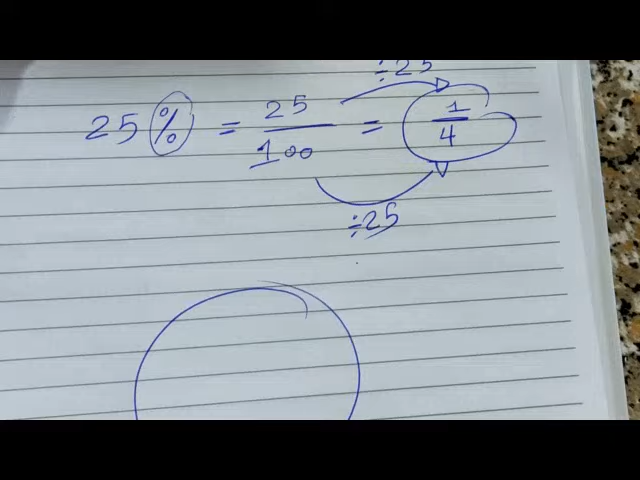 ÷25
25% = 25/100 = 1/4
÷25